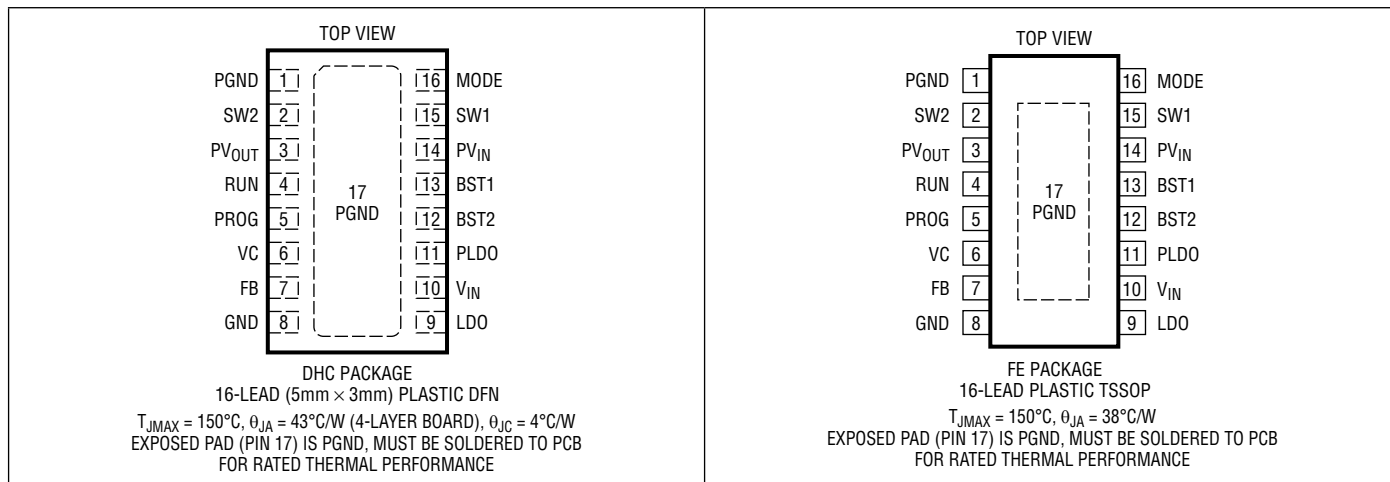 TOP VIEW
PGND 1 16 MODE
SW2 2 15 SW1
PVOUT 3 14 PVIN
RUN 4 13 BST1
PROG 5 12 BST2
VC 6 11 PLDO
FB 7 10 VIN
GND 8 9 LDO
17
PGND
DHC PACKAGE
16-LEAD (5mm × 3mm) PLASTIC DFN
TJMAX = 150°C, θJA = 43°C/W (4-LAYER BOARD), θJC = 4°C/W
EXPOSED PAD (PIN 17) IS PGND, MUST BE SOLDERED TO PCB
FOR RATED THERMAL PERFORMANCE
TOP VIEW
PGND 1 16 MODE
SW2 2 15 SW1
PVOUT 3 14 PVIN
RUN 4 13 BST1
PROG 5 12 BST2
VC 6 11 PLDO
FB 7 10 VIN
GND 8 9 LDO
17
PGND
FE PACKAGE
16-LEAD PLASTIC TSSOP
TJMAX = 150°C, θJA = 38°C/W
EXPOSED PAD (PIN 17) IS PGND, MUST BE SOLDERED TO PCB
FOR RATED THERMAL PERFORMANCE